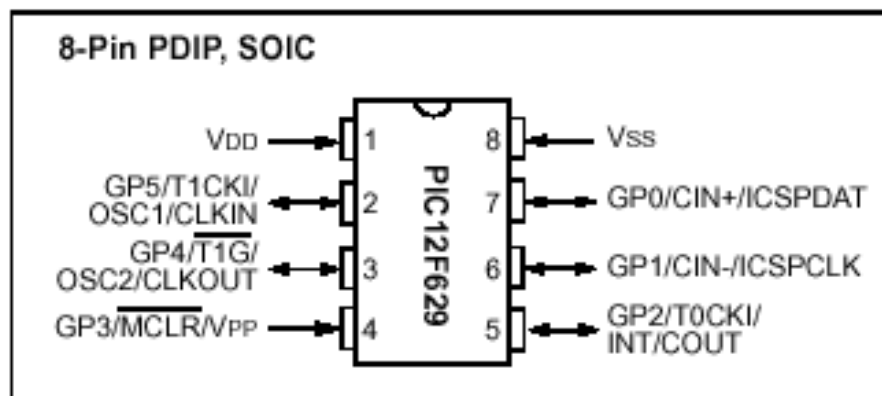 8-Pin PDIP, SOIC
VDD
1
8
VSS
GP5/T1CKI/
OSC1/CLKIN
2
7
GP0/CIN+/ICSPDAT
GP4/T1G/
OSC2/CLKOUT
3
6
GP1/CIN-/ICSPCLK
GP3/MCLR/VPP
4
5
GP2/T0CKI/
INT/COUT
PIC12F629